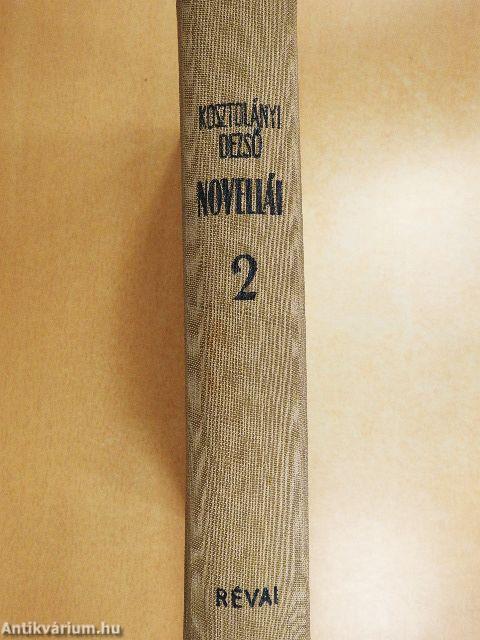 KOSZTOLÁNYI
DEZSŐ
NOVELLÁI
2
RÉVAI
Antikvárium.hu